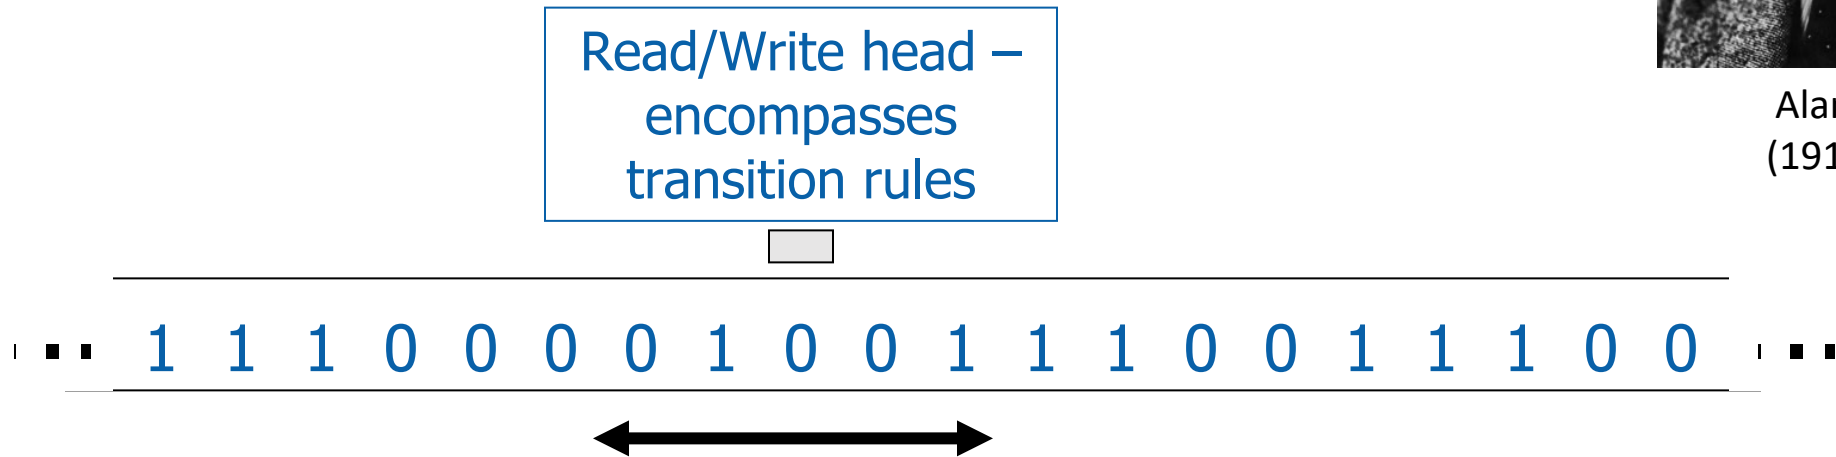 Read/Write head –
encompasses
transition rules
1 1 1 0 0 0 0 1 0 0 1 1 1 0 0 1 1 1 0 0